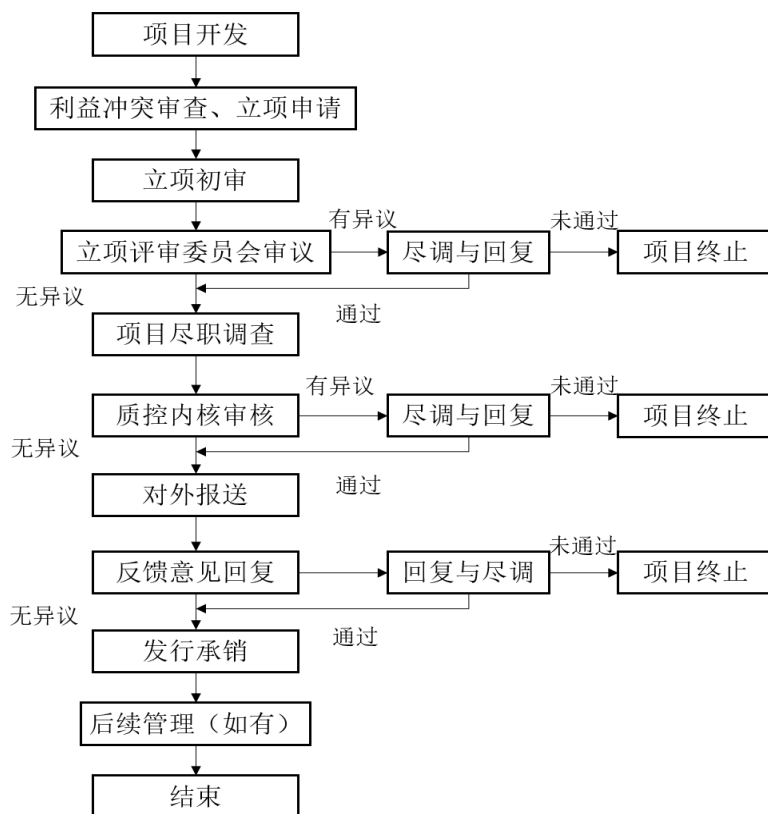 项目开发
利益冲突审查、立项申请
立项初审
有异议
未通过
立项评审委员会审议
尽调与回复
项目终止
无异议
通过
项目尽职调查
有异议
未通过
质控内核审核
尽调与回复
项目终止
无异议
通过
对外报送
未通过
反馈意见回复
回复与尽调
项目终止
无异议
通过
发行承销
后续管理（如有）
结束